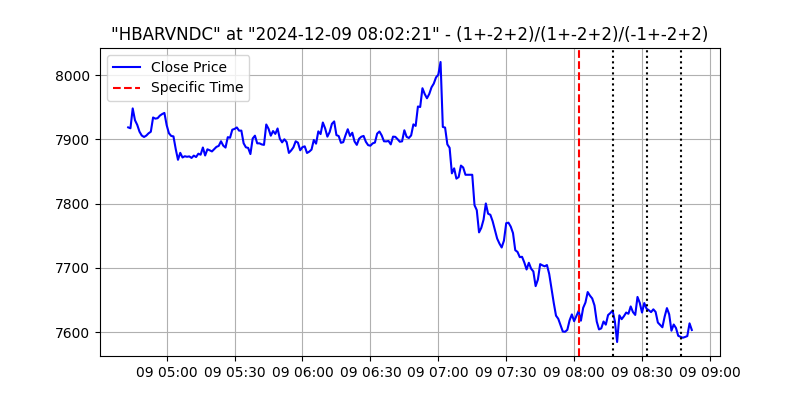 "HBARVNDC" at "2024-12-09 08:02:21" - (1+-2+2)/(1+-2+2)/(-1+-2+2)
Close Price
Specific Time
8000
7900
7800
7700
7600
09 05:00 09 05:30 09 06:00 09 06:30 09 07:00 09 07:30 09 08:00 09 08:30 09 09:00